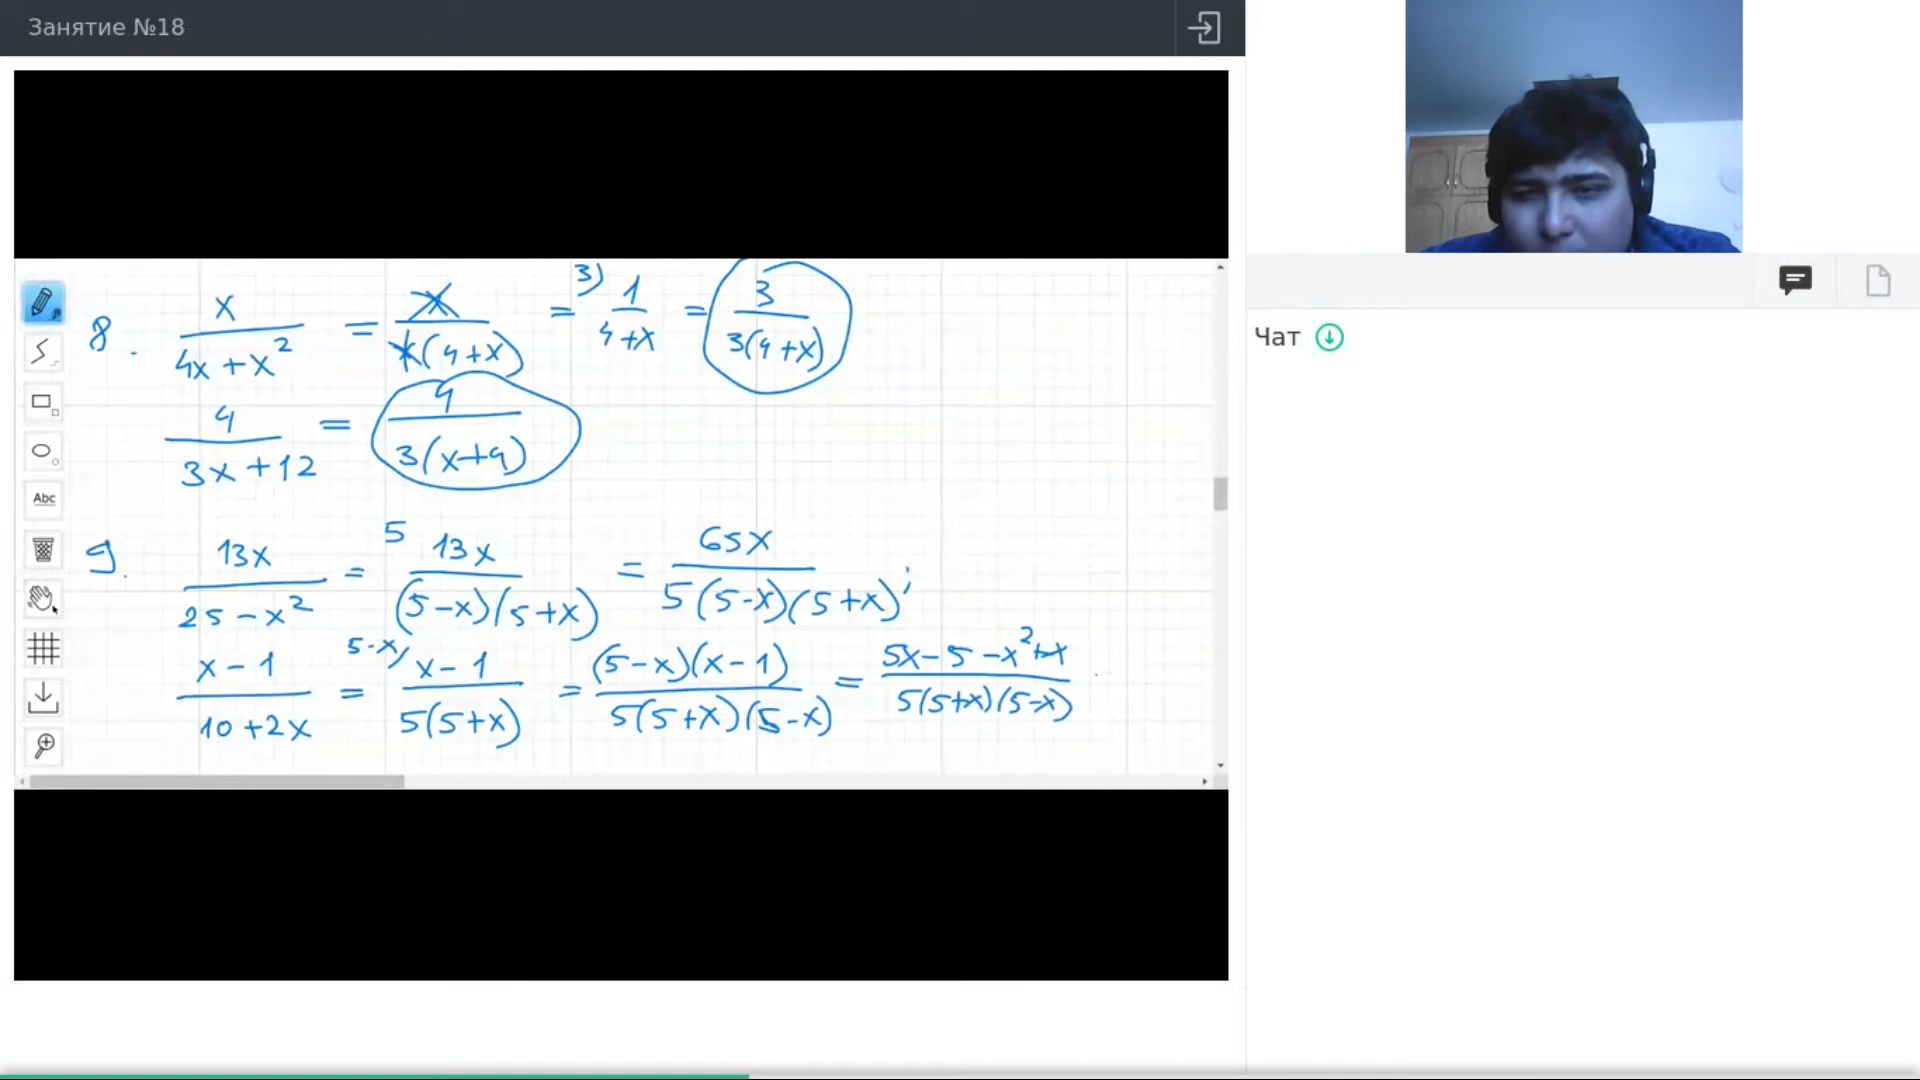 Занятие №18
Чат
Abc
8. x/(4x+x²) = x/(x(4+x)) = 3) 1/(4+x) = 3/(3(4+x))
4/(3x+12) = 4/(3(x+4))
9. 13x/(25-x²) = 5 13x/((5-x)(5+x)) = 65x/(5(5-x)(5+x));
(x-1)/(10+2x) = 5-x) (x-1)/(5(5+x)) = (5-x)(x-1)/(5(5+x)(5-x)) = (5x-5-x²+x)/(5(5+x)(5-x))